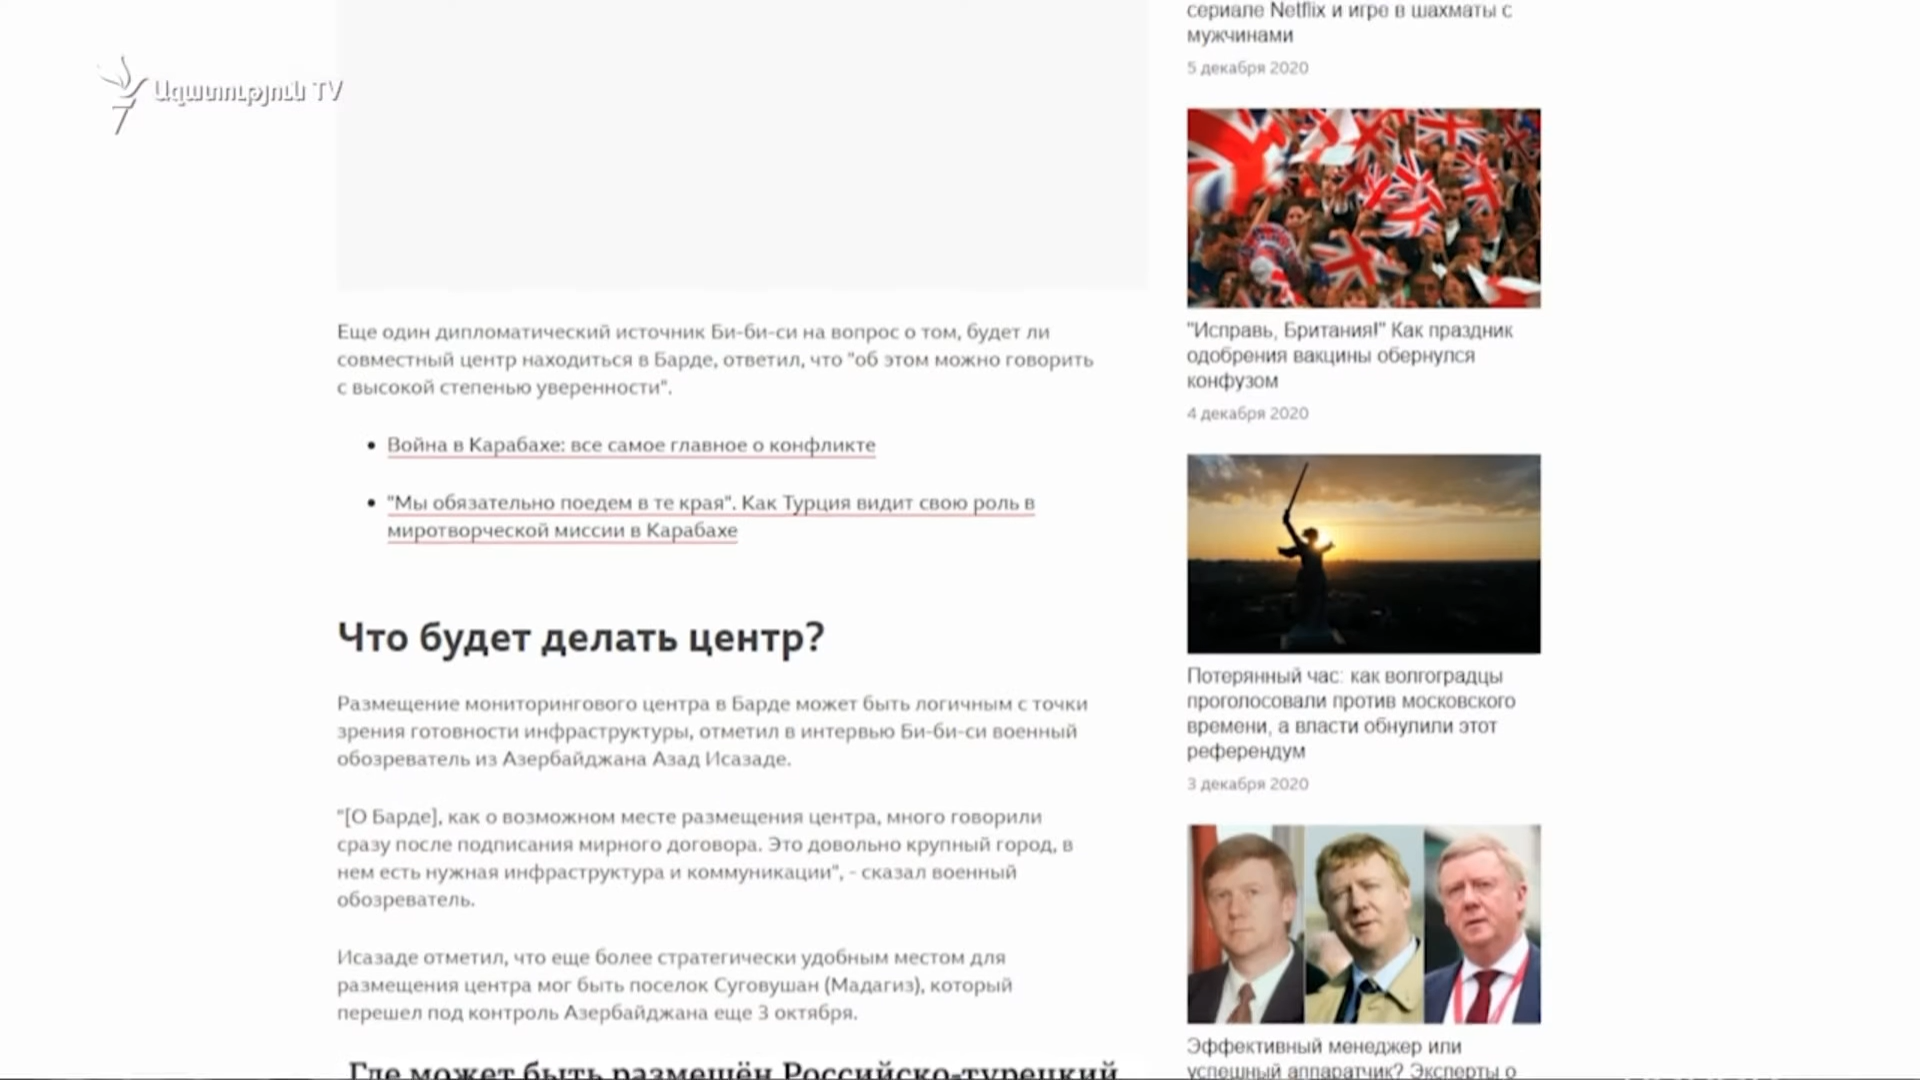 Ազատություն TV
Еще один дипломатический источник Би-би-си на вопрос о том, будет ли
совместный центр находиться в Барде, ответил, что "об этом можно говорить
с высокой степенью уверенности".
Война в Карабахе: все самое главное о конфликте
"Мы обязательно поедем в те края". Как Турция видит свою роль в
миротворческой миссии в Карабахе
Что будет делать центр?
Размещение мониторингового центра в Барде может быть логичным с точки
зрения готовности инфраструктуры, отметил в интервью Би-би-си военный
обозреватель из Азербайджана Азад Исазаде.
"[О Барде], как о возможном месте размещения центра, много говорили
сразу после подписания мирного договора. Это довольно крупный город, в
нем есть нужная инфраструктура и коммуникации", - сказал военный
обозреватель.
Исазаде отметил, что еще более стратегически удобным местом для
размещения центра мог быть поселок Суговушан (Мадагиз), который
перешел под контроль Азербайджана еще 3 октября.
Где может быть размещён Российско-турецкий
сериале Netflix и игре в шахматы с
мужчинами
5 декабря 2020
"Исправь, Британия!" Как праздник
одобрения вакцины обернулся
конфузом
4 декабря 2020
Потерянный час: как волгоградцы
проголосовали против московского
времени, а власти обнулили этот
референдум
3 декабря 2020
Эффективный менеджер или
успешный аппаратчик? Эксперты о